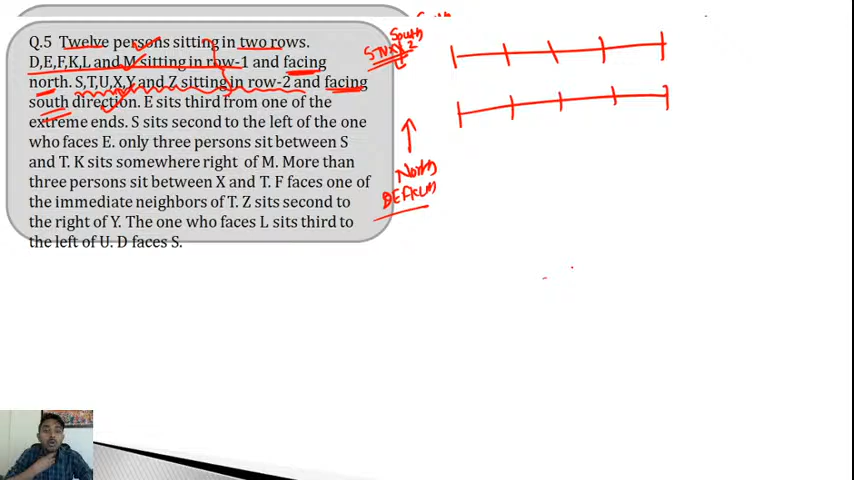 Q.5 Twelve persons sitting in two rows.
D,E,F,K,L and M sitting in row-1 and facing
north. S,T,U,X,Y and Z sitting in row-2 and facing
south direction. E sits third from one of the
extreme ends. S sits second to the left of the one
who faces E. only three persons sit between S
and T. K sits somewhere right of M. More than
three persons sit between X and T. F faces one of
the immediate neighbors of T. Z sits second to
the right of Y. The one who faces L sits third to
the left of U. D faces S.
South
North
DEFKLM